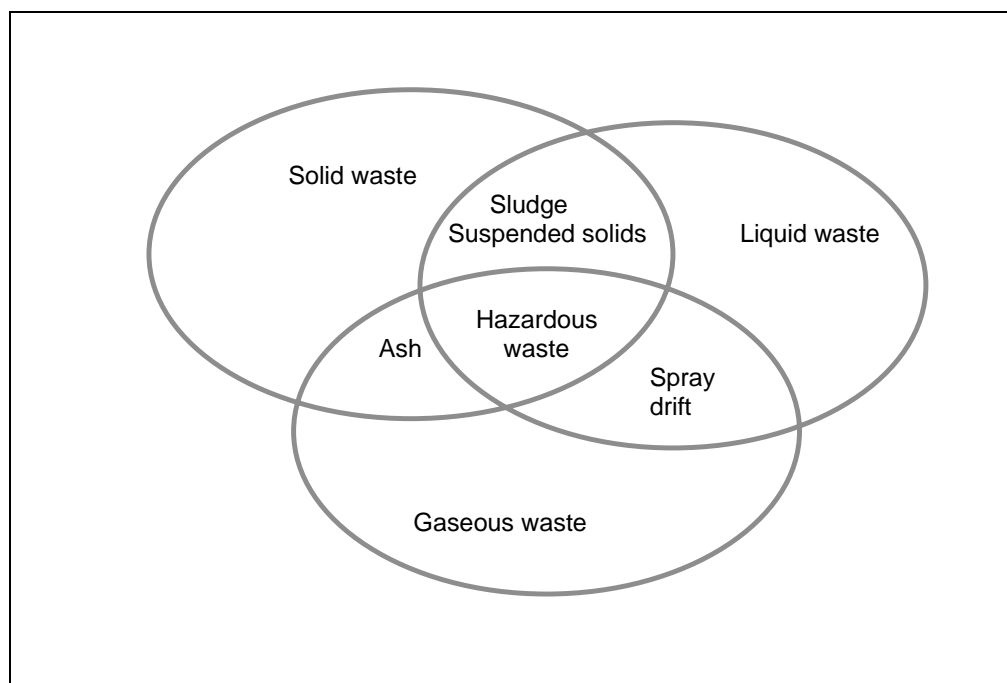 Solid waste
Sludge
Suspended solids
Liquid waste
Ash
Hazardous
waste
Spray
drift
Gaseous waste